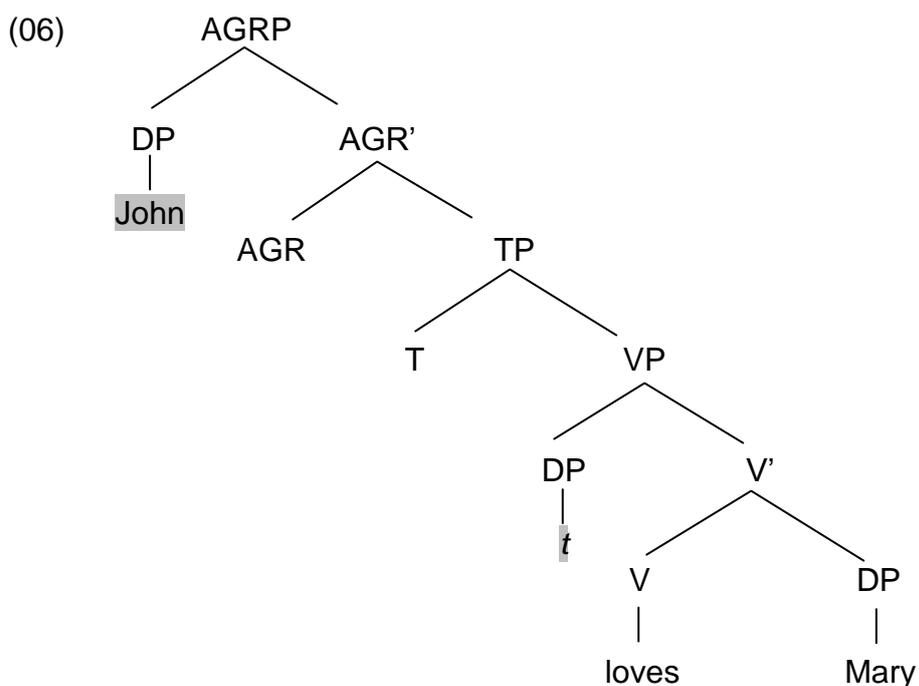 (06) AGRP
DP AGR’
John
AGR TP
T VP
DP V’
t
V DP
loves Mary